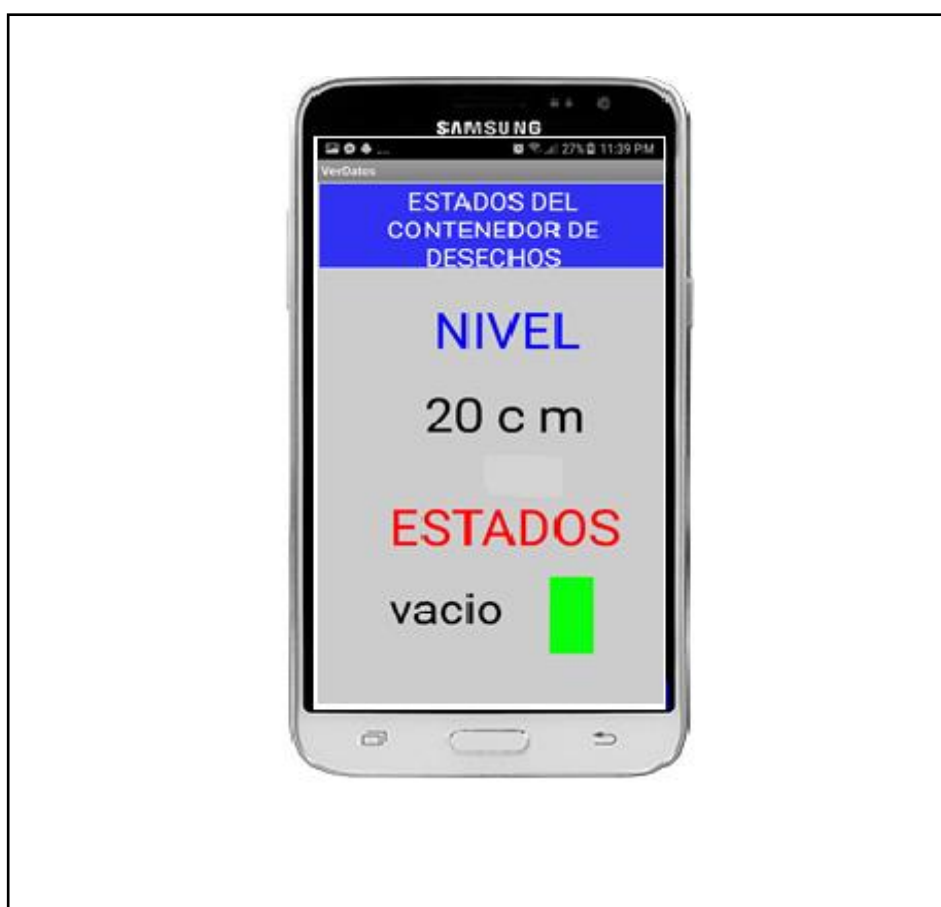 SAMSUNG
27% 11:39 PM
VerDatos
ESTADOS DEL
CONTENEDOR DE
DESECHOS
NIVEL
20 c m
ESTADOS
vacio